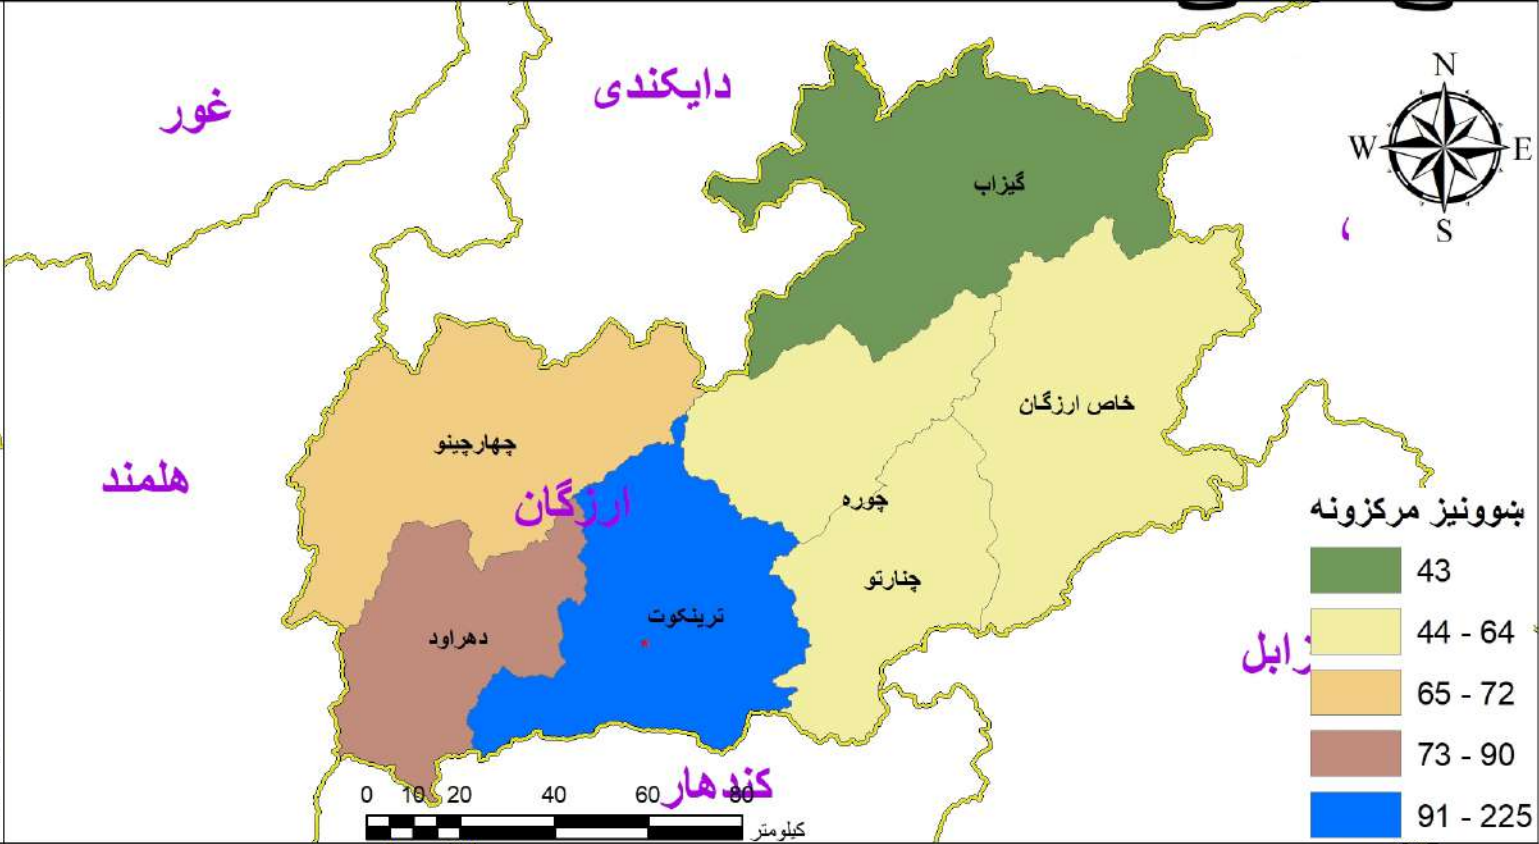 غور
دایکندی
N
W
E
S
گیزاب
خاص ارزگان
چهارچینو
هلمند
ارزگان
چوره
ښوونیز مرکزونه
43
چنارتو
ترینکوت
دهراود
44 - 64
زابل
65 - 72
73 - 90
کندهار
0 10 20 40 60 80
کیلومتر
91 - 225